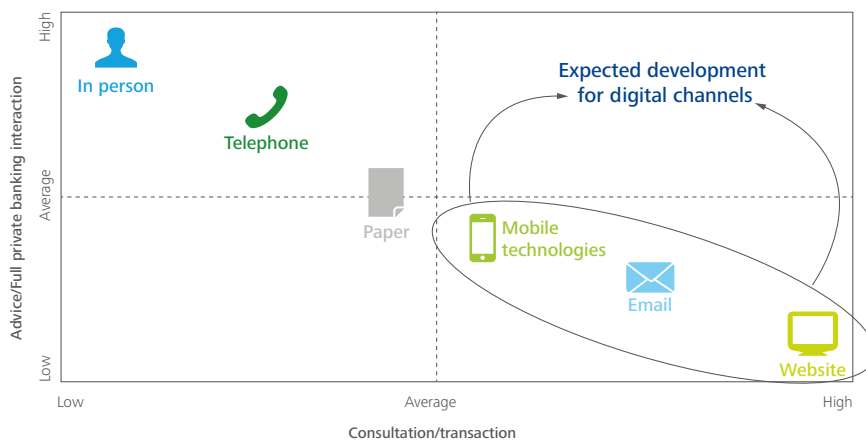 High
In person
Telephone
Expected development
for digital channels
Advice/Full private banking interaction
Average
Paper
Mobile
technologies
Email
Website
Low
Low
Average
High
Consultation/transaction